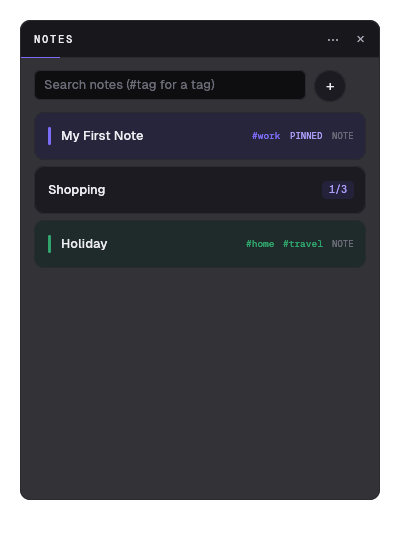 NOTES
Search notes (#tag for a tag) +
My First Note #work PINNED NOTE
Shopping 1/3
Holiday #home #travel NOTE